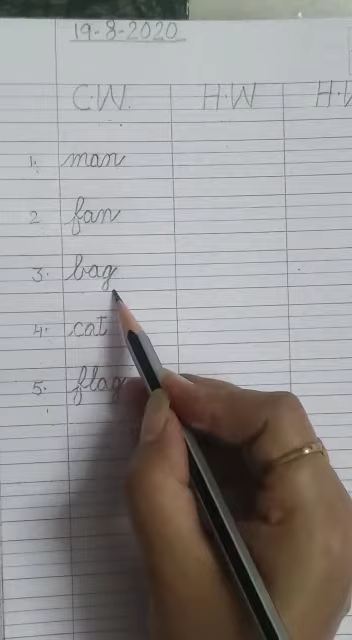 19-8-2020
C.W. H.W H.W
1. man
2. fan
3. bag
4. cat
5. flag